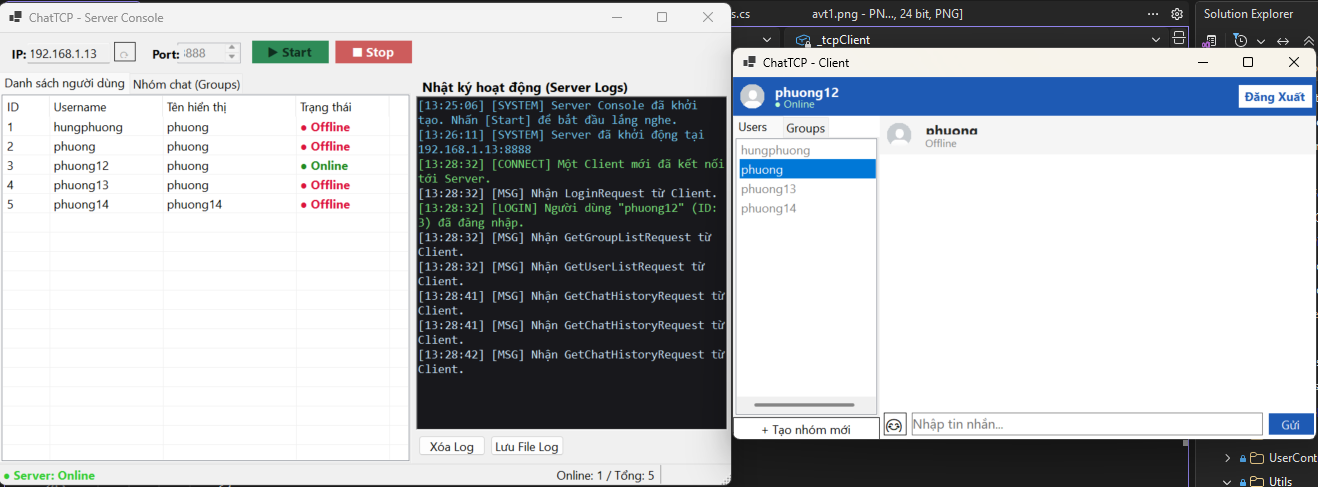 ChatTCP - Server Console
IP: 192.168.1.13
Port: 8888
▶ Start
■ Stop
Danh sách người dùng
Nhóm chat (Groups)
ID Username Tên hiển thị Trạng thái
1 hungphuong phuong ● Offline
2 phuong phuong ● Offline
3 phuong12 phuong ● Online
4 phuong13 phuong ● Offline
5 phuong14 phuong14 ● Offline
Nhật ký hoạt động (Server Logs)
[13:25:06] [SYSTEM] Server Console đã khởi
tạo. Nhấn [Start] để bắt đầu lắng nghe.
[13:26:11] [SYSTEM] Server đã khởi động tại
192.168.1.13:8888
[13:28:32] [CONNECT] Một Client mới đã kết nối
tới Server.
[13:28:32] [MSG] Nhận LoginRequest từ Client.
[13:28:32] [LOGIN] Người dùng "phuong12" (ID:
3) đã đăng nhập.
[13:28:32] [MSG] Nhận GetGroupListRequest từ
Client.
[13:28:32] [MSG] Nhận GetUserListRequest từ
Client.
[13:28:41] [MSG] Nhận GetChatHistoryRequest từ
Client.
[13:28:41] [MSG] Nhận GetChatHistoryRequest từ
Client.
[13:28:42] [MSG] Nhận GetChatHistoryRequest từ
Client.
Xóa Log
Lưu File Log
● Server: Online
Online: 1 / Tổng: 5
s.cs
avt1.png - PN..., 24 bit, PNG]
Solution Explorer
_tcpClient
ChatTCP - Client
phuong12
● Online
Đăng Xuất
Users
Groups
hungphuong
phuong
phuong13
phuong14
phuong
Offline
+ Tạo nhóm mới
Nhập tin nhắn...
Gửi
UserCont
Utils